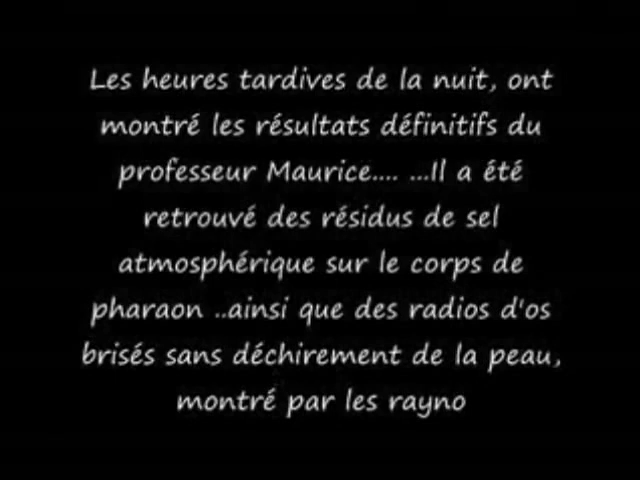 Les heures tardives de la nuit, ont
montré les résultats définitifs du
professeur Maurice.... ...Il a été
retrouvé des résidus de sel
atmosphérique sur le corps de
pharaon ..ainsi que des radios d'os
brisés sans déchirement de la peau,
montré par les rayno